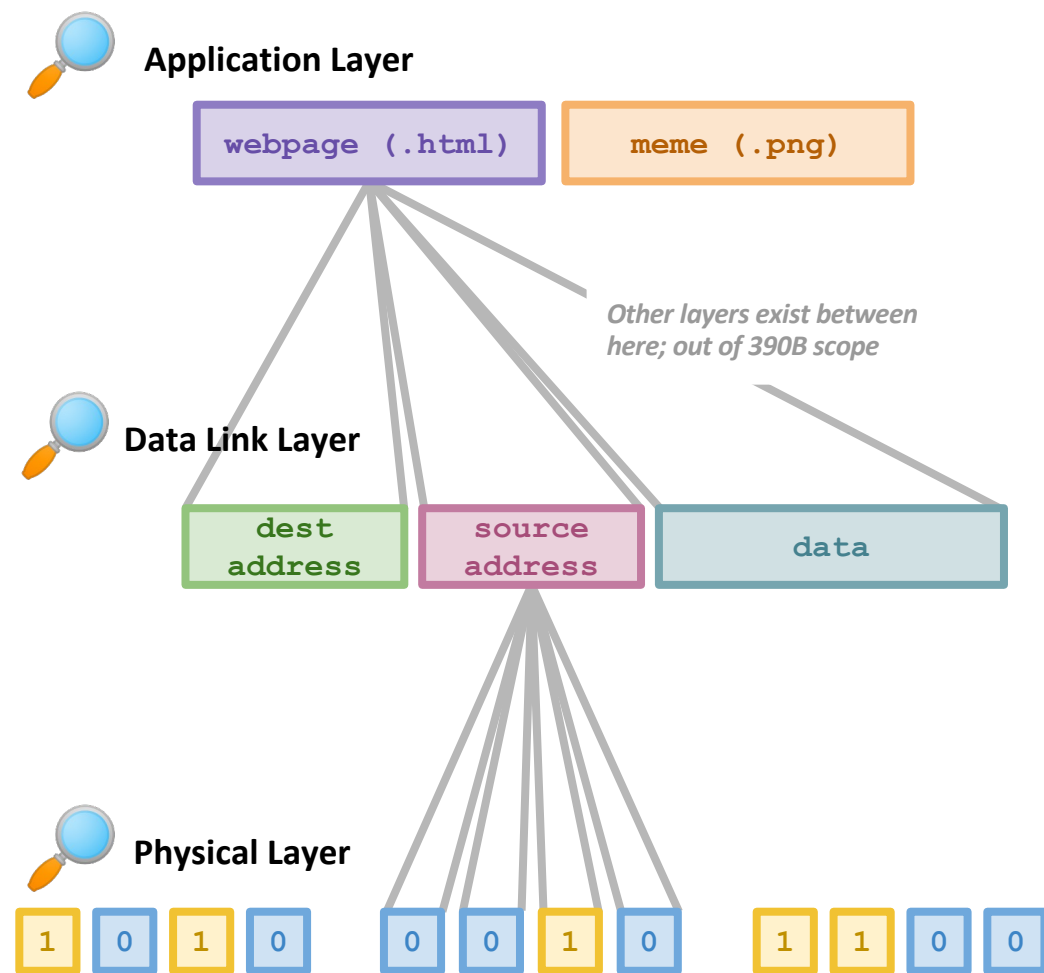 Application Layer
webpage (.html)
meme (.png)
Other layers exist between
here; out of 390B scope
Data Link Layer
dest
address
source
address
data
Physical Layer
1 0 1 0 0 0 1 0 1 1 0 0